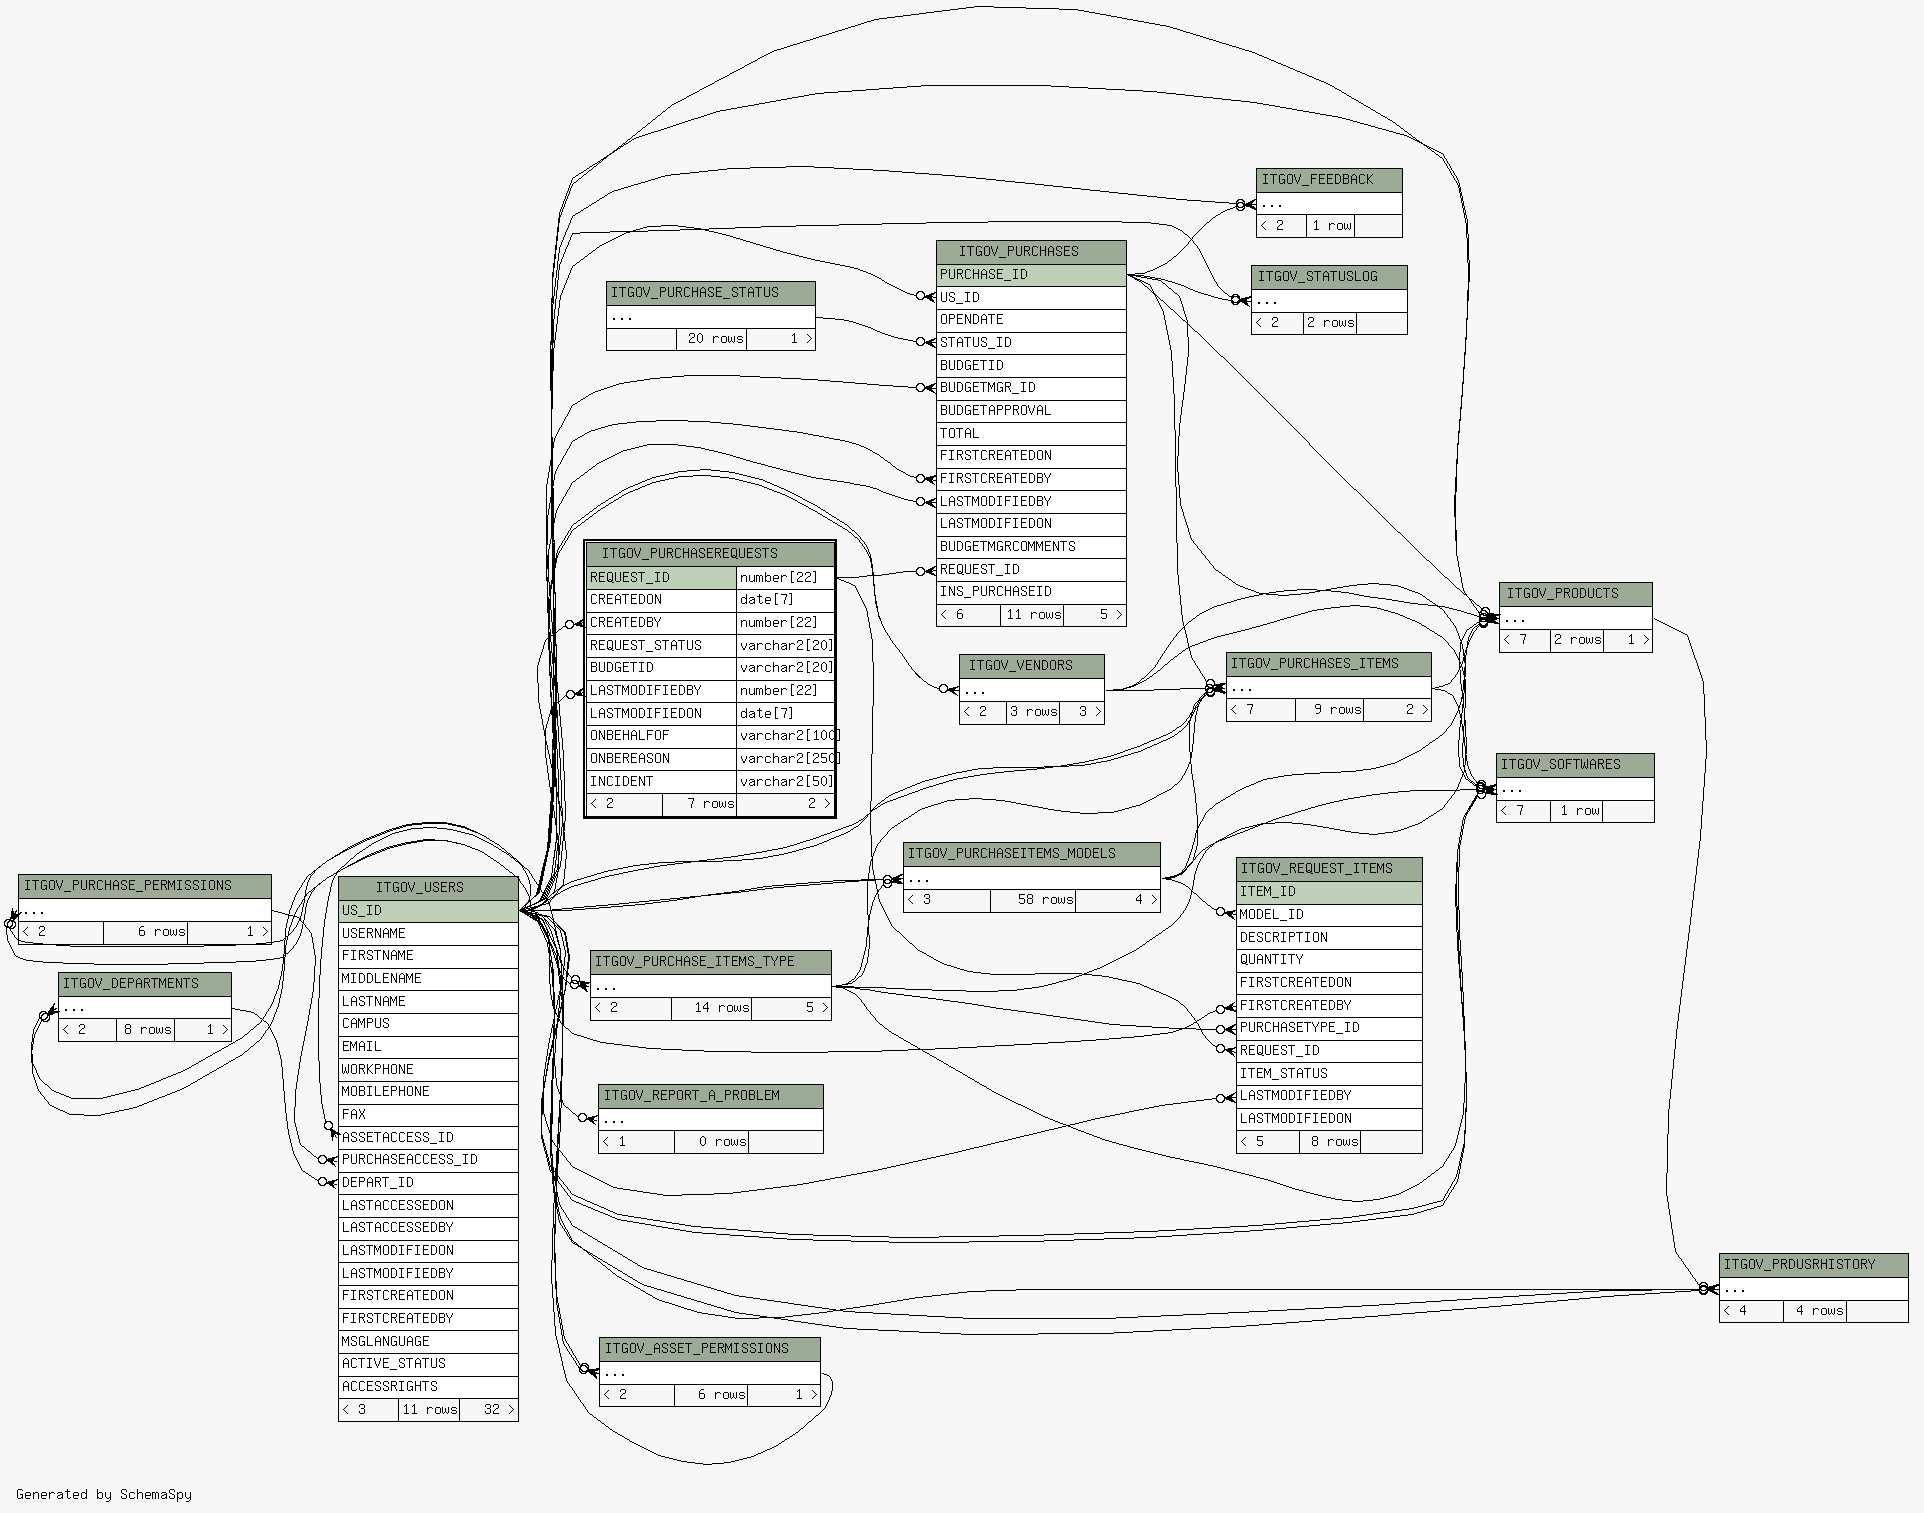 ITGOV_FEEDBACK
...
< 2 1 row
ITGOV_PURCHASES
PURCHASE_ID
US_ID
OPENDATE
STATUS_ID
BUDGETID
BUDGETMGR_ID
BUDGETAPPROVAL
TOTAL
FIRSTCREATEDON
FIRSTCREATEDBY
LASTMODIFIEDBY
LASTMODIFIEDON
BUDGETMGRCOMMENTS
REQUEST_ID
INS_PURCHASEID
< 6 11 rows 5 >
ITGOV_STATUSLOG
...
< 2 2 rows
ITGOV_PURCHASE_STATUS
...
20 rows 1 >
ITGOV_PURCHASEREQUESTS
REQUEST_ID number[22]
CREATEDON date[7]
CREATEDBY number[22]
REQUEST_STATUS varchar2[20]
BUDGETID varchar2[20]
LASTMODIFIEDBY number[22]
LASTMODIFIEDON date[7]
ONBEHALFOF varchar2[100]
ONBEREASON varchar2[250]
INCIDENT varchar2[50]
< 2 7 rows 2 >
ITGOV_PRODUCTS
...
< 7 2 rows 1 >
ITGOV_VENDORS
...
< 2 3 rows 3 >
ITGOV_PURCHASES_ITEMS
...
< 7 9 rows 2 >
ITGOV_SOFTWARES
...
< 7 1 row
ITGOV_PURCHASEITEMS_MODELS
...
< 3 58 rows 4 >
ITGOV_REQUEST_ITEMS
ITEM_ID
MODEL_ID
DESCRIPTION
QUANTITY
FIRSTCREATEDON
FIRSTCREATEDBY
PURCHASETYPE_ID
REQUEST_ID
ITEM_STATUS
LASTMODIFIEDBY
LASTMODIFIEDON
< 5 8 rows
ITGOV_PURCHASE_PERMISSIONS
...
< 2 6 rows 1 >
ITGOV_USERS
US_ID
USERNAME
FIRSTNAME
MIDDLENAME
LASTNAME
CAMPUS
EMAIL
WORKPHONE
MOBILEPHONE
FAX
ASSETACCESS_ID
PURCHASEACCESS_ID
DEPART_ID
LASTACCESSEDON
LASTACCESSEDBY
LASTMODIFIEDON
LASTMODIFIEDBY
FIRSTCREATEDON
FIRSTCREATEDBY
MSGLANGUAGE
ACTIVE_STATUS
ACCESSRIGHTS
< 3 11 rows 32 >
ITGOV_DEPARTMENTS
...
< 2 8 rows 1 >
ITGOV_PURCHASE_ITEMS_TYPE
...
< 2 14 rows 5 >
ITGOV_REPORT_A_PROBLEM
...
< 1 0 rows
ITGOV_PRDUSRHISTORY
...
< 4 4 rows
ITGOV_ASSET_PERMISSIONS
...
< 2 6 rows 1 >
Generated by SchemaSpy